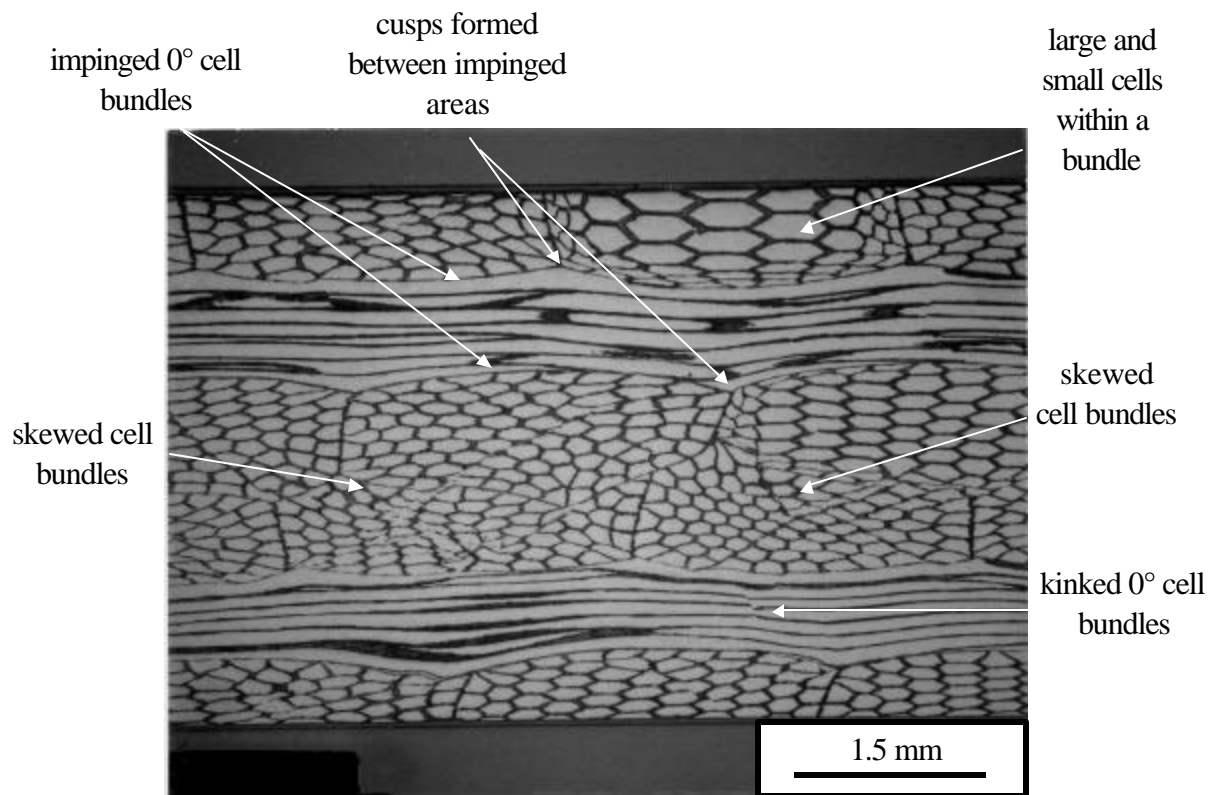 impinged 0° cell
bundles
cusps formed
between impinged
areas
large and
small cells
within a
bundle
skewed cell
bundles
skewed
cell bundles
kinked 0° cell
bundles
1.5 mm